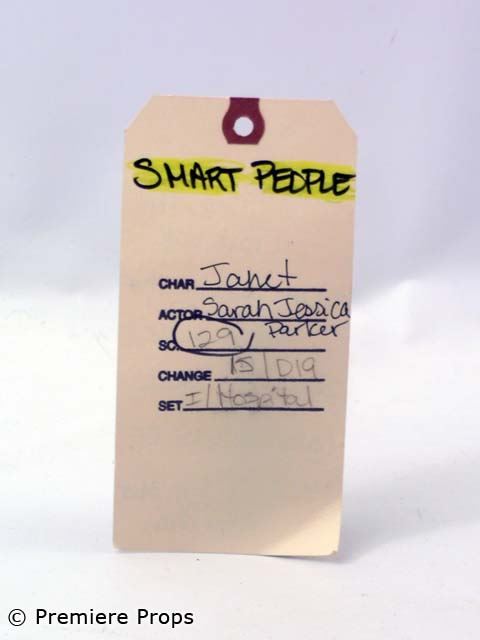 SMART PEOPLE
CHAR Janet
ACTOR Sarah Jessica
Parker
SC. 129
CHANGE 15/D19
SET I/Hospital
© Premiere Props